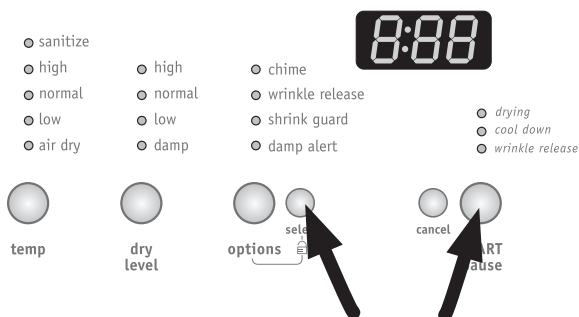 8:88
sanitize
high
normal
low
air dry
high
normal
low
damp
chime
wrinkle release
shrink guard
damp alert
drying
cool down
wrinkle release
temp
dry
level
options
cancel